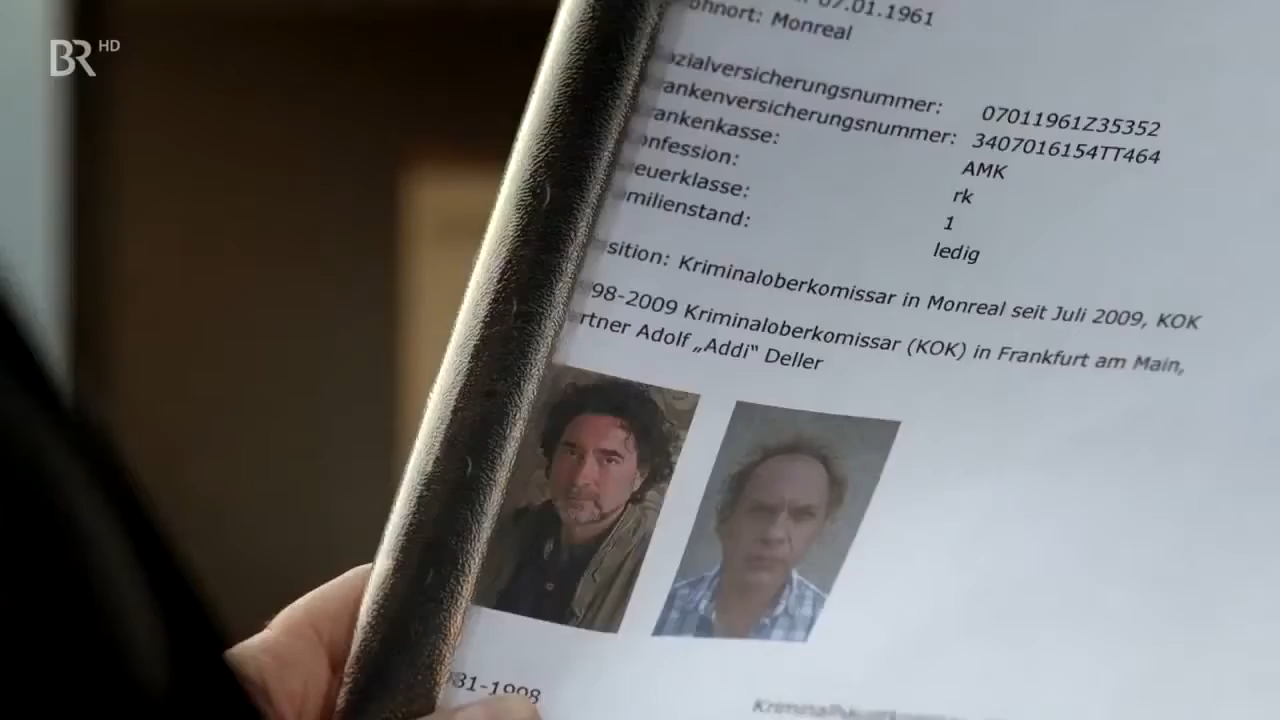 BR HD
07.01.1961
ohnort: Monreal
ozialversicherungsnummer: 07011961Z35352
ankenversicherungsnummer: 3407016154TT464
ankenkasse: AMK
onfession: rk
euerklasse: 1
milienstand: ledig
sition: Kriminaloberkomissar in Monreal seit Juli 2009, KOK
98-2009 Kriminaloberkomissar (KOK) in Frankfurt am Main,
rtner Adolf „Addi“ Deller
81-1998